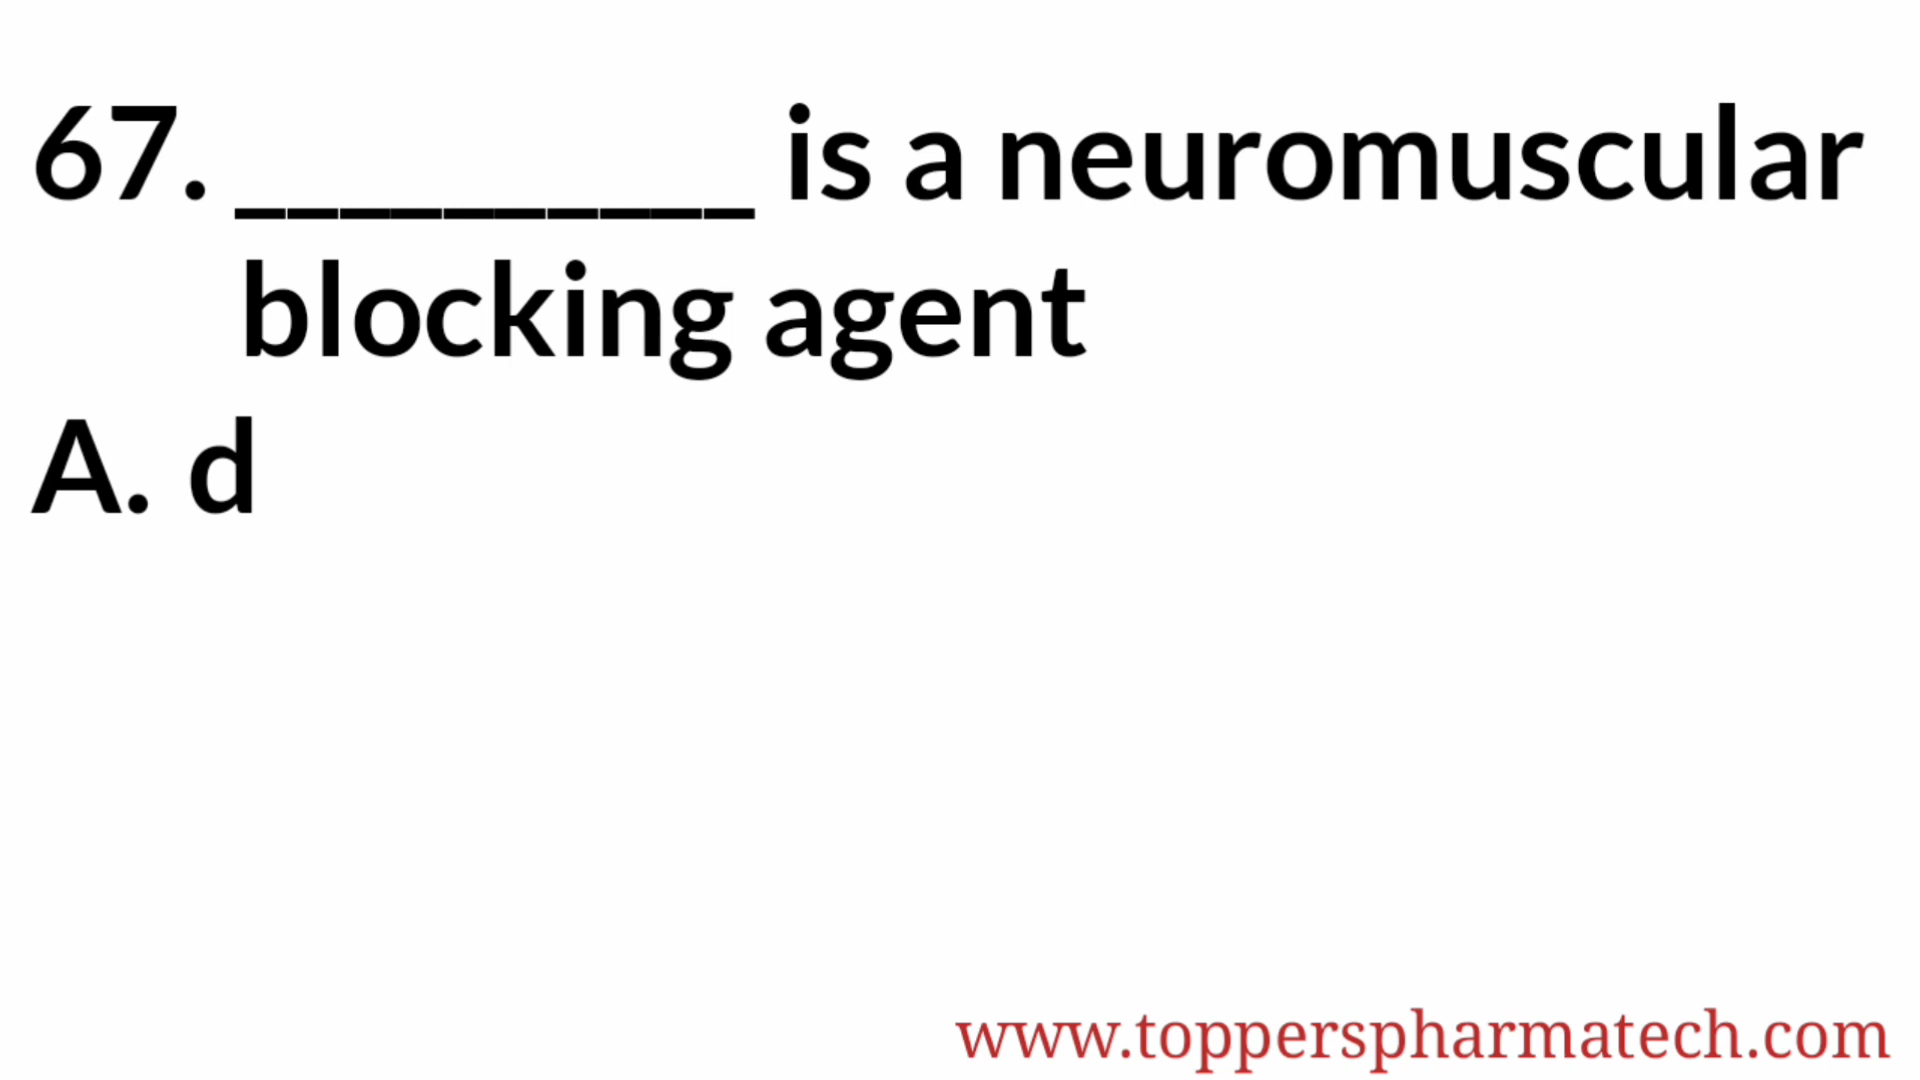 67. __________ is a neuromuscular
blocking agent
A. d
www.topperspharmatech.com